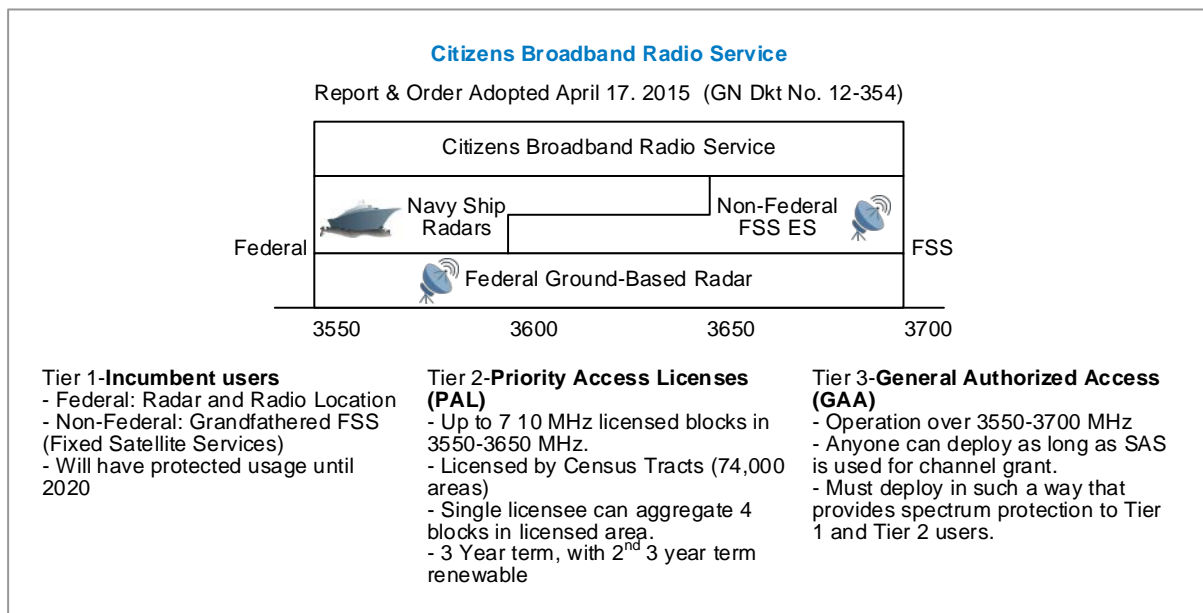 Citizens Broadband Radio Service
Report & Order Adopted April 17. 2015 (GN Dkt No. 12-354)
Citizens Broadband Radio Service
Navy Ship
Radars
Non-Federal
FSS ES
Federal
FSS
Federal Ground-Based Radar
3550
3600
3650
3700
Tier 1-Incumbent users
- Federal: Radar and Radio Location
- Non-Federal: Grandfathered FSS
(Fixed Satellite Services)
- Will have protected usage until
2020
Tier 2-Priority Access Licenses
(PAL)
- Up to 7 10 MHz licensed blocks in
3550-3650 MHz.
- Licensed by Census Tracts (74,000
areas)
- Single licensee can aggregate 4
blocks in licensed area.
- 3 Year term, with 2nd 3 year term
renewable
Tier 3-General Authorized Access
(GAA)
- Operation over 3550-3700 MHz
- Anyone can deploy as long as SAS
is used for channel grant.
- Must deploy in such a way that
provides spectrum protection to Tier
1 and Tier 2 users.